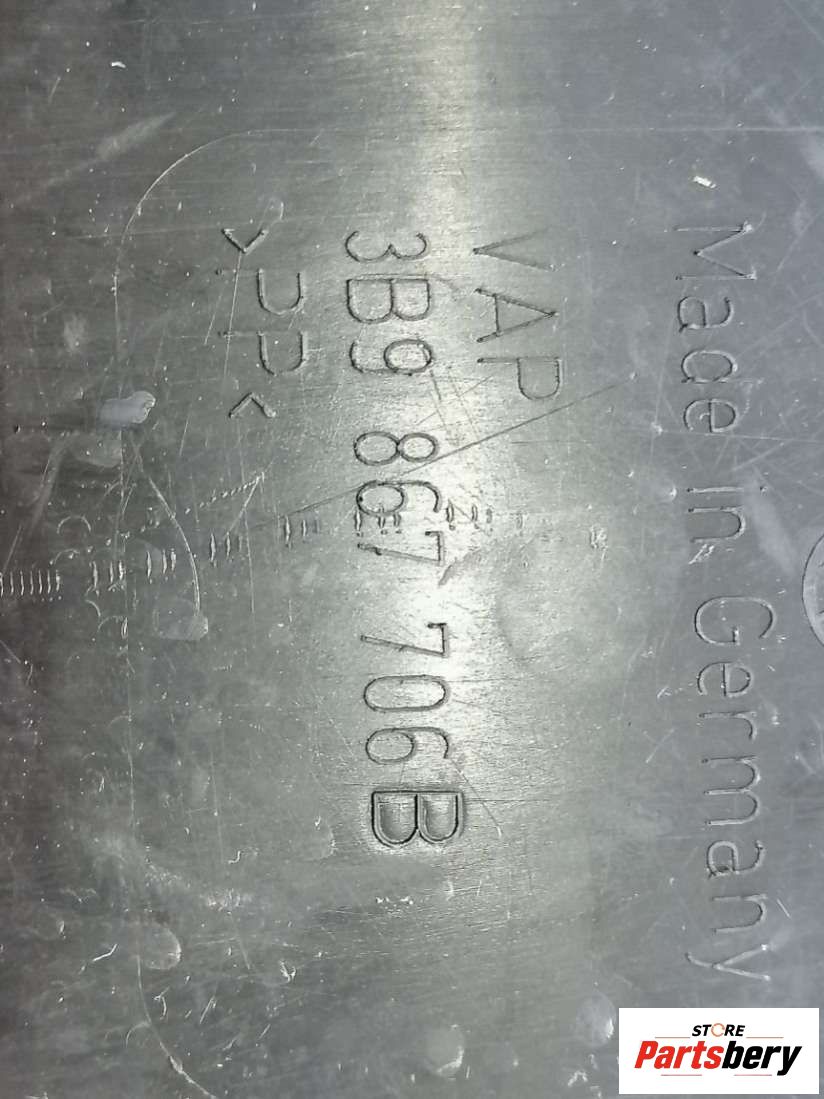 Made in Germany
VAP
3B9 867 706B
>PP<
STORE
Partsbery